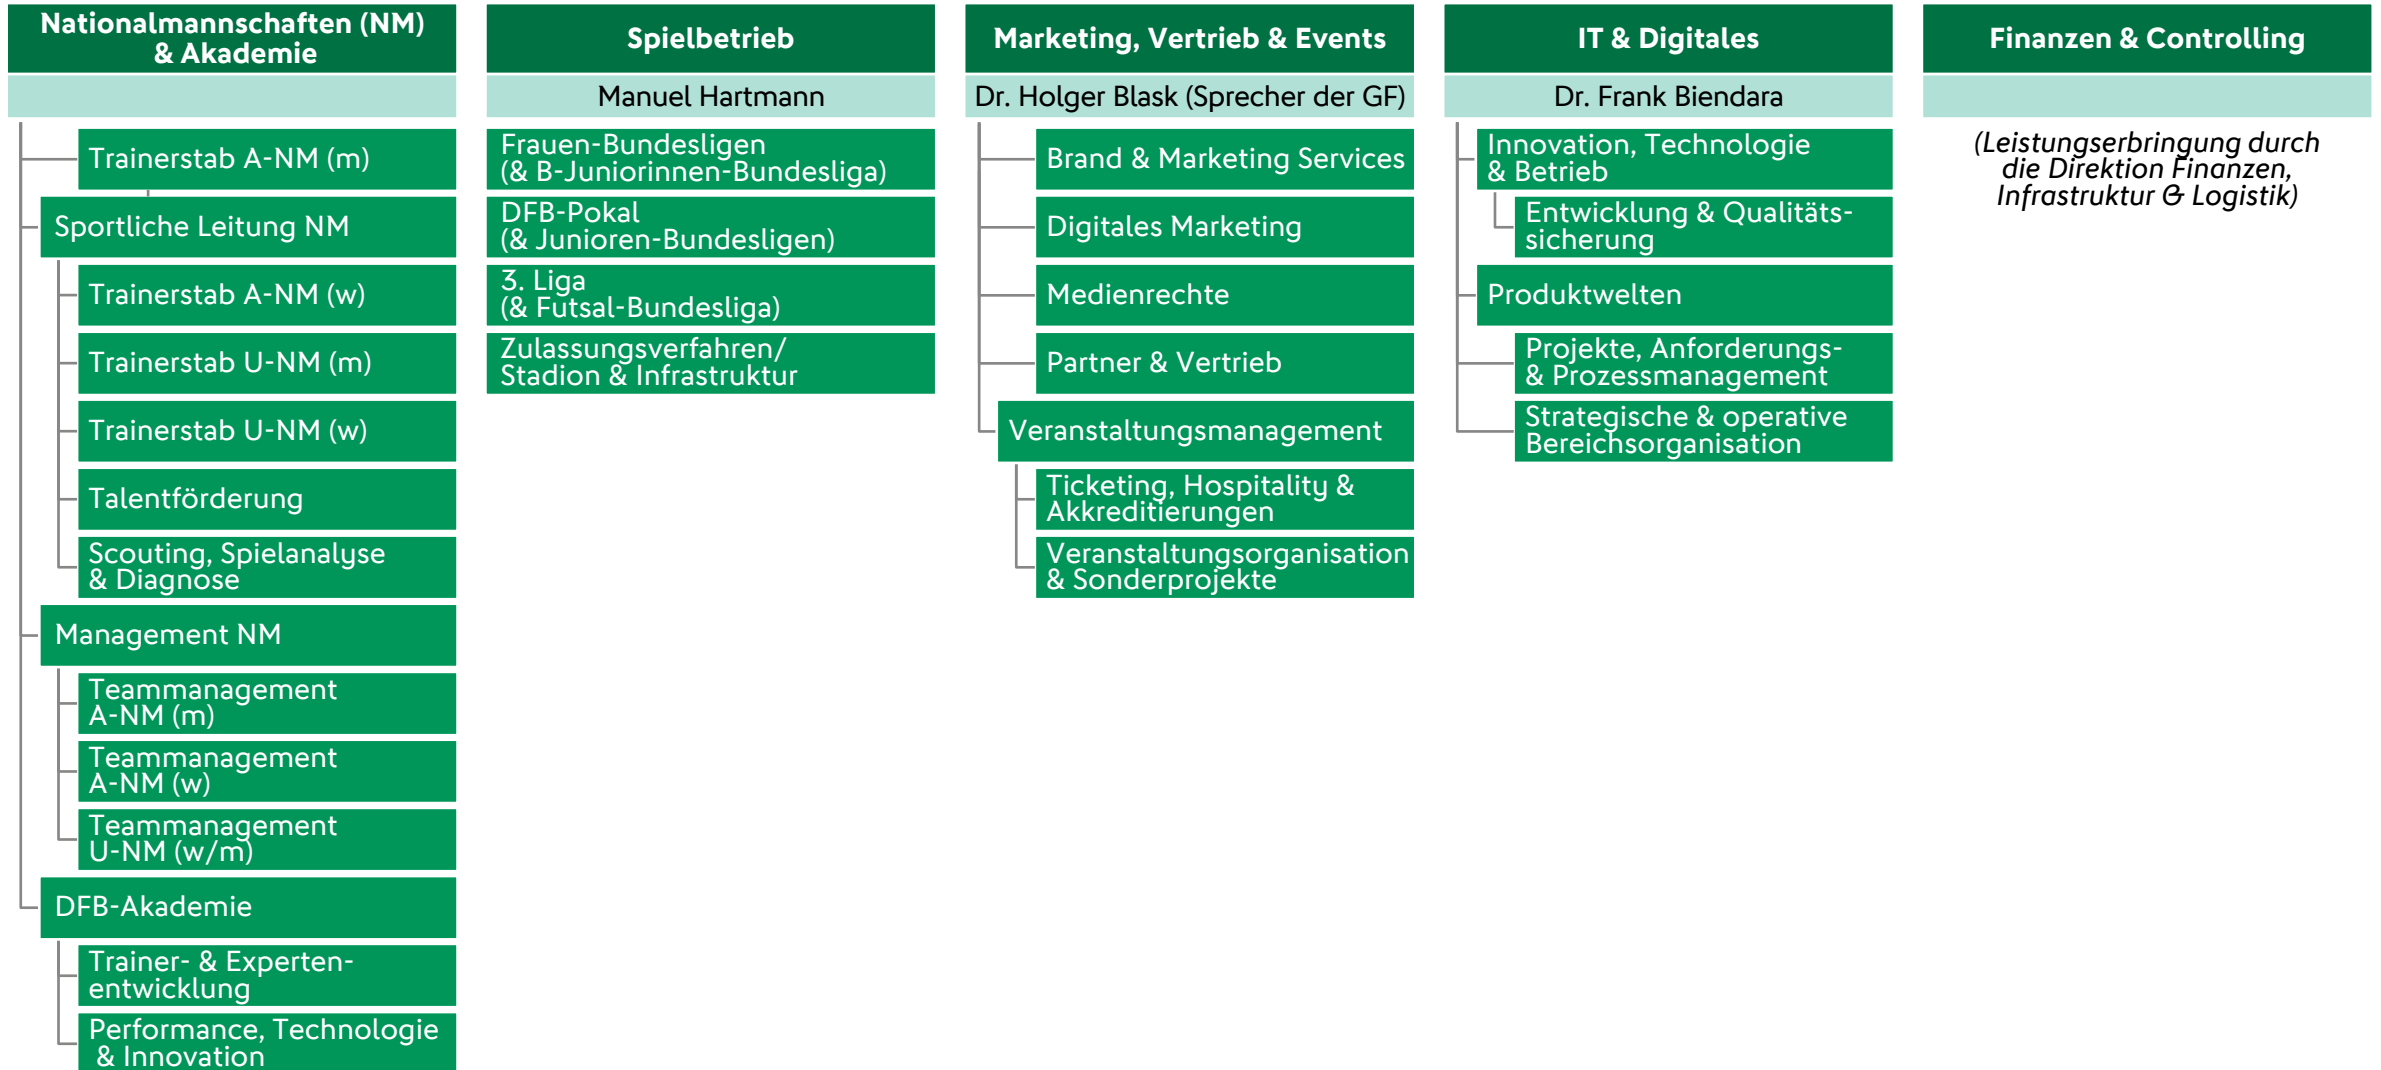 Nationalmannschaften (NM)
& Akademie
Trainerstab A-NM (m)
Sportliche Leitung NM
Trainerstab A-NM (w)
Trainerstab U-NM (m)
Trainerstab U-NM (w)
Talentförderung
Scouting, Spielanalyse
& Diagnose
Management NM
Teammanagement
A-NM (m)
Teammanagement
A-NM (w)
Teammanagement
U-NM (w/m)
DFB-Akademie
Trainer- & Experten-
entwicklung
Performance, Technologie
& Innovation
Spielbetrieb
Manuel Hartmann
Frauen-Bundesligen
(& B-Juniorinnen-Bundesliga)
DFB-Pokal
(& Junioren-Bundesligen)
3. Liga
(& Futsal-Bundesliga)
Zulassungsverfahren/
Stadion & Infrastruktur
Marketing, Vertrieb & Events
Dr. Holger Blask (Sprecher der GF)
Brand & Marketing Services
Digitales Marketing
Medienrechte
Partner & Vertrieb
Veranstaltungsmanagement
Ticketing, Hospitality &
Akkreditierungen
Veranstaltungsorganisation
& Sonderprojekte
IT & Digitales
Dr. Frank Biendara
Innovation, Technologie
& Betrieb
Entwicklung & Qualitäts-
sicherung
Produktwelten
Projekte, Anforderungs-
& Prozessmanagement
Strategische & operative
Bereichsorganisation
Finanzen & Controlling
(Leistungserbringung durch
die Direktion Finanzen,
Infrastruktur & Logistik)